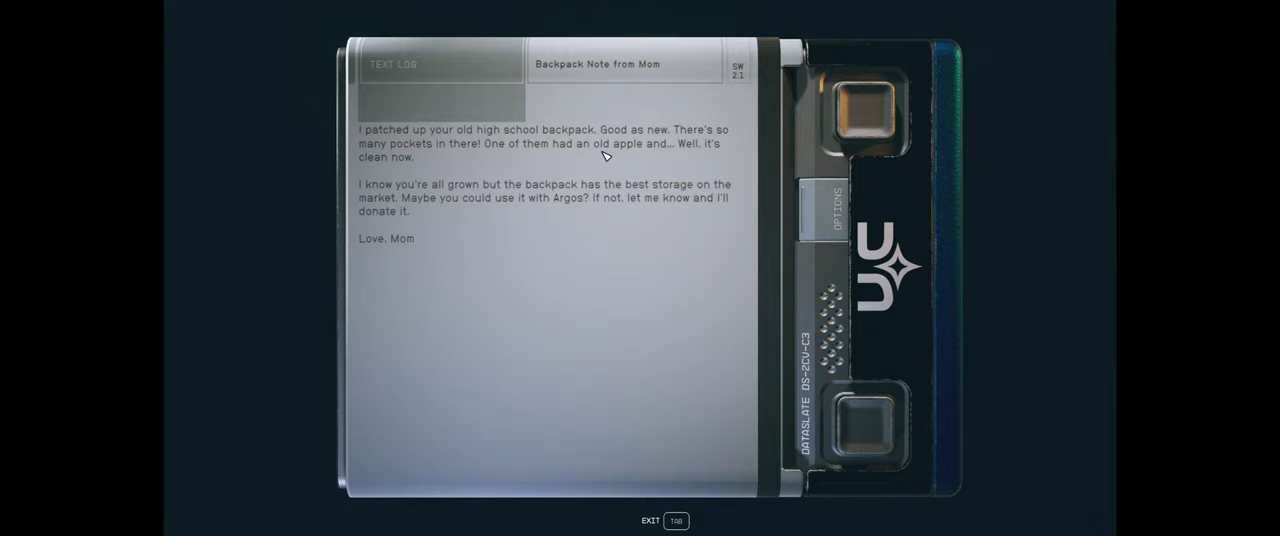 TEXT LOG
Backpack Note from Mom
SW
2.1
I patched up your old high school backpack. Good as new. There's so
many pockets in there! One of them had an old apple and... Well, it's
clean now.
I know you're all grown but the backpack has the best storage on the
market. Maybe you could use it with Argos? If not, let me know and I'll
donate it.
Love, Mom
OPTIONS
UC
DATASLATE DS-2CV-C3
EXIT TAB